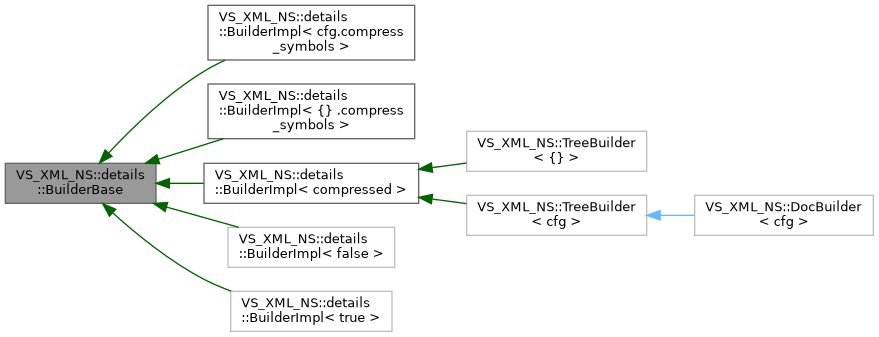 VS_XML_NS::details
::BuilderImpl< cfg.compress
_symbols >
VS_XML_NS::details
::BuilderImpl< {} .compress
_symbols >
VS_XML_NS::details
::BuilderBase
VS_XML_NS::details
::BuilderImpl< compressed >
VS_XML_NS::TreeBuilder
< {} >
VS_XML_NS::TreeBuilder
< cfg >
VS_XML_NS::DocBuilder
< cfg >
VS_XML_NS::details
::BuilderImpl< false >
VS_XML_NS::details
::BuilderImpl< true >